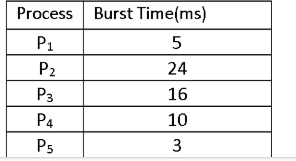 Process Burst Time(ms)
P₁ 5
P₂ 24
P₃ 16
P₄ 10
P₅ 3